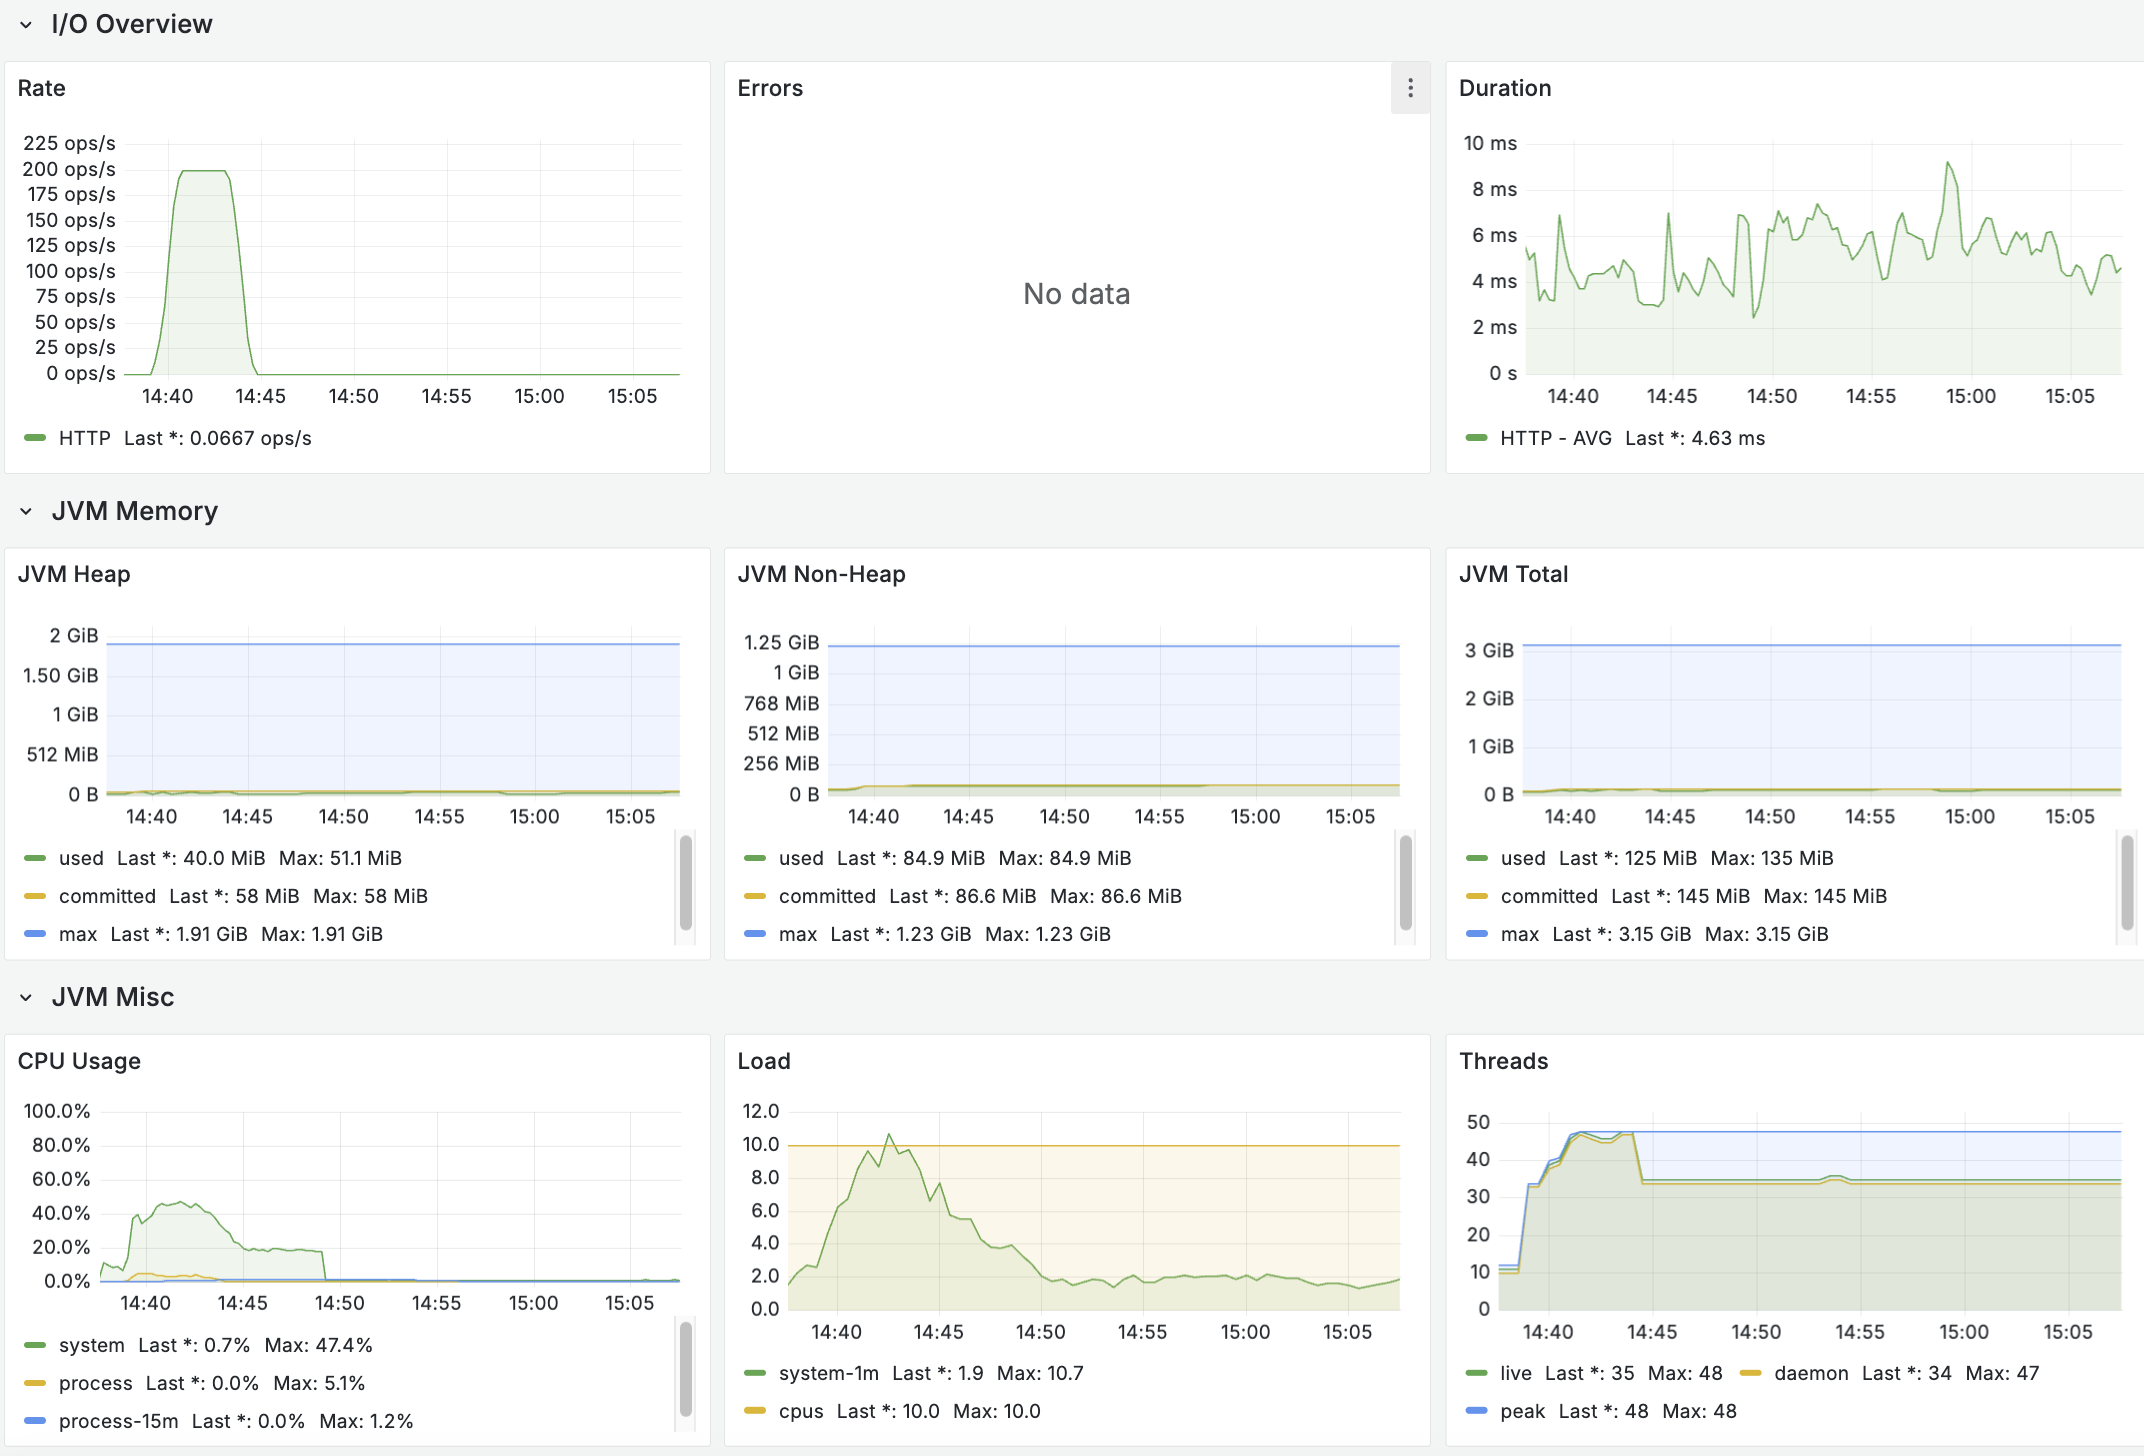 I/O Overview
Rate
225 ops/s
200 ops/s
175 ops/s
150 ops/s
125 ops/s
100 ops/s
75 ops/s
50 ops/s
25 ops/s
0 ops/s
14:40 14:45 14:50 14:55 15:00 15:05
HTTP Last *: 0.0667 ops/s
Errors
No data
Duration
10 ms
8 ms
6 ms
4 ms
2 ms
0 s
14:40 14:45 14:50 14:55 15:00 15:05
HTTP - AVG Last *: 4.63 ms
JVM Memory
JVM Heap
2 GiB
1.50 GiB
1 GiB
512 MiB
0 B
14:40 14:45 14:50 14:55 15:00 15:05
used Last *: 40.0 MiB Max: 51.1 MiB
committed Last *: 58 MiB Max: 58 MiB
max Last *: 1.91 GiB Max: 1.91 GiB
JVM Non-Heap
1.25 GiB
1 GiB
768 MiB
512 MiB
256 MiB
0 B
14:40 14:45 14:50 14:55 15:00 15:05
used Last *: 84.9 MiB Max: 84.9 MiB
committed Last *: 86.6 MiB Max: 86.6 MiB
max Last *: 1.23 GiB Max: 1.23 GiB
JVM Total
3 GiB
2 GiB
1 GiB
0 B
14:40 14:45 14:50 14:55 15:00 15:05
used Last *: 125 MiB Max: 135 MiB
committed Last *: 145 MiB Max: 145 MiB
max Last *: 3.15 GiB Max: 3.15 GiB
JVM Misc
CPU Usage
100.0%
80.0%
60.0%
40.0%
20.0%
0.0%
14:40 14:45 14:50 14:55 15:00 15:05
system Last *: 0.7% Max: 47.4%
process Last *: 0.0% Max: 5.1%
process-15m Last *: 0.0% Max: 1.2%
Load
12.0
10.0
8.0
6.0
4.0
2.0
0.0
14:40 14:45 14:50 14:55 15:00 15:05
system-1m Last *: 1.9 Max: 10.7
cpus Last *: 10.0 Max: 10.0
Threads
50
40
30
20
10
0
14:40 14:45 14:50 14:55 15:00 15:05
live Last *: 35 Max: 48 daemon Last *: 34 Max: 47
peak Last *: 48 Max: 48